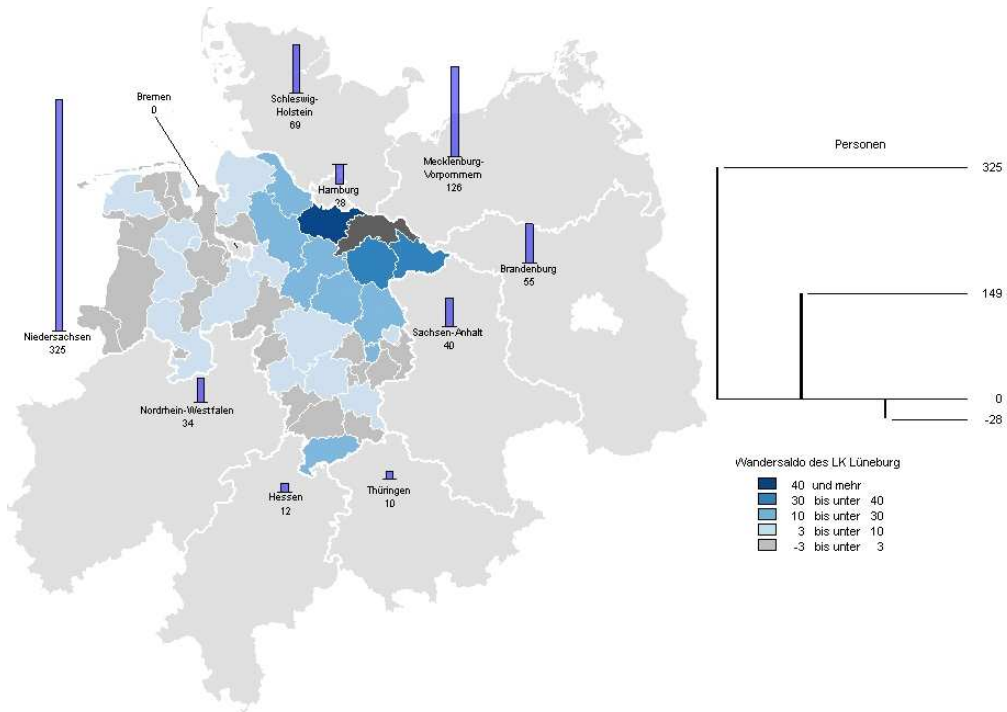 Schleswig-
Holstein
69
Bremen
0
Mecklenburg-
Vorpommern
126
Hamburg
28
Brandenburg
55
Niedersachsen
325
Sachsen-Anhalt
40
Nordrhein-Westfalen
34
Hessen
12
Thüringen
10
Personen
325
149
0
-28
Wandersaldo des LK Lüneburg
40 und mehr
30 bis unter 40
10 bis unter 30
3 bis unter 10
-3 bis unter 3